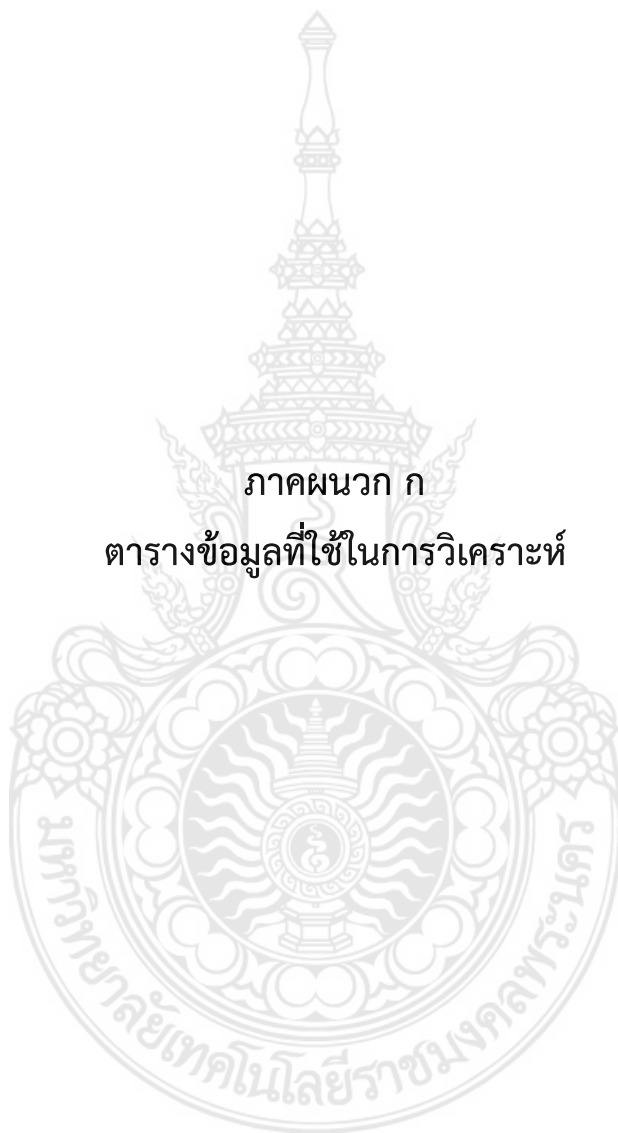 ภาคผนวก ก
ตารางข้อมูลที่ใช้ในการวิเคราะห์
มหาวิทยาลัยเทคโนโลยีราชมงคลพระนคร